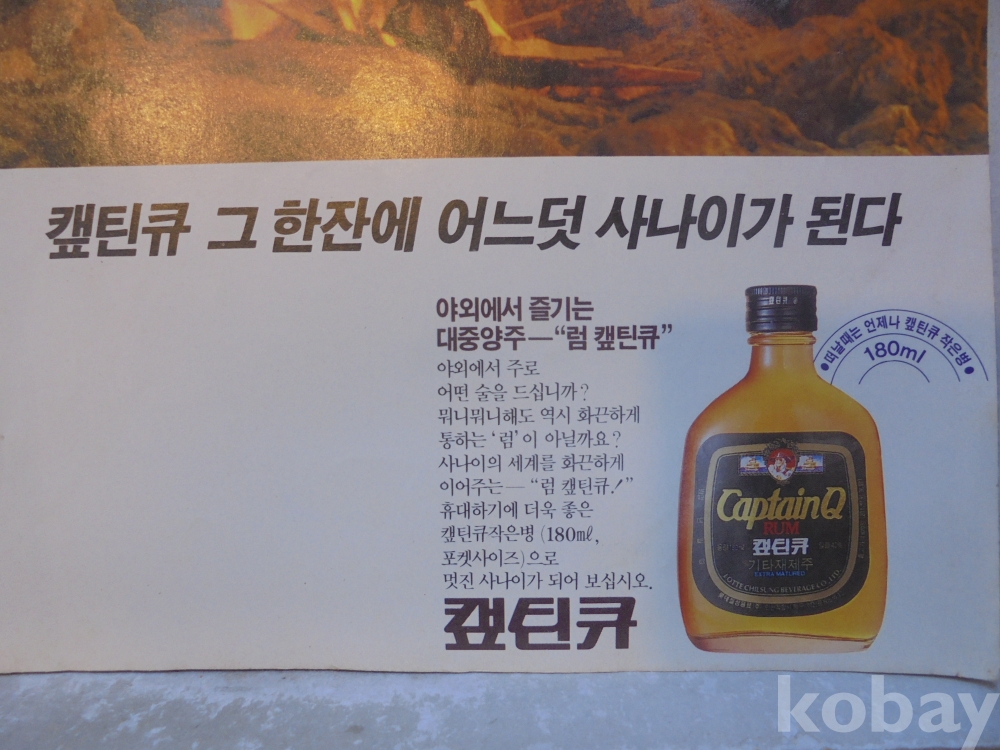 캪틴큐 그 한잔에 어느덧 사나이가 된다
야외에서 즐기는
대중양주—“럼 캪틴큐”
야외에서 주로
어떤 술을 드십니까?
뭐니뭐니해도 역시 화끈하게
통하는 ‘럼’이 아닐까요?
사나이의 세계를 화끈하게
이어주는— “럼 캪틴큐!”
휴대하기에 더욱 좋은
캪틴큐작은병 (180㎖,
포켓사이즈)으로
멋진 사나이가 되어 보십시오.
캪틴큐
●떠날때는 언제나 캪틴큐 작은병●
180ml
캪틴큐
CaptainQ
RUM
캪틴큐
기타재제주
EXTRA MATURED
LOTTE CHILSUNG BEVERAGE CO., LTD.
kobay